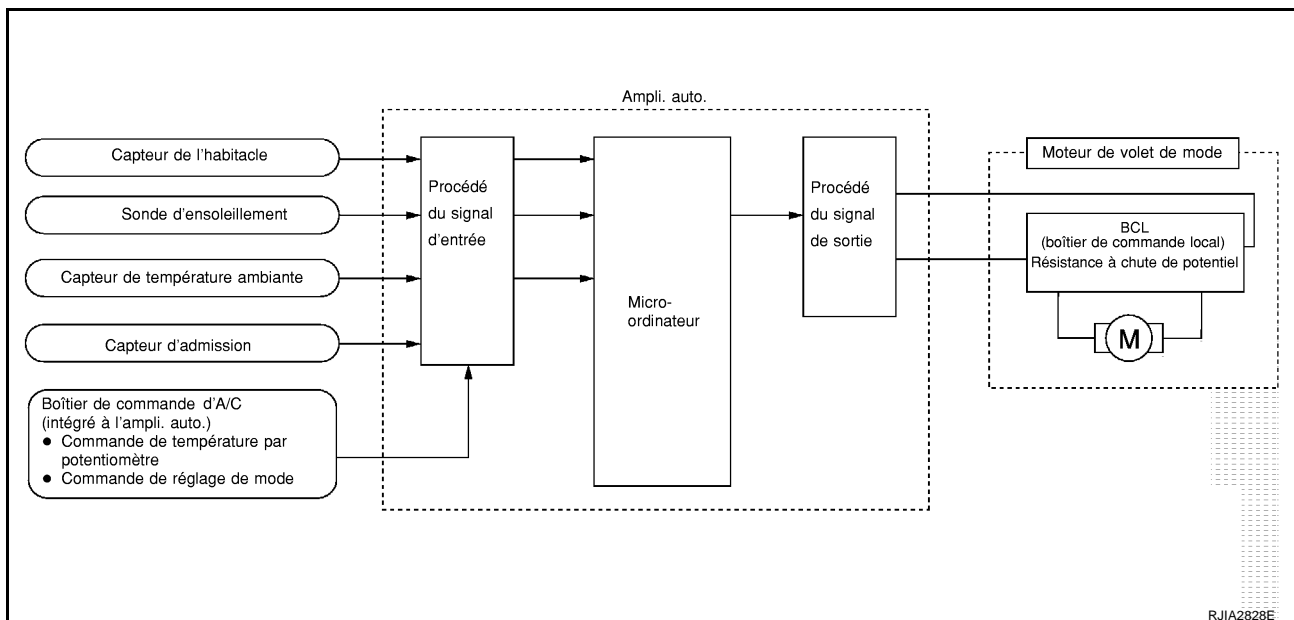 Ampli. auto.
Capteur de l'habitacle
Sonde d'ensoleillement
Capteur de température ambiante
Capteur d'admission
Boîtier de commande d'A/C
(intégré à l'ampli. auto.)
● Commande de température par
potentiomètre
● Commande de réglage de mode
Procédé
du signal
d'entrée
Micro-
ordinateur
Procédé
du signal
de sortie
Moteur de volet de mode
BCL
(boîtier de commande local)
Résistance à chute de potentiel
M
RJIA2828E